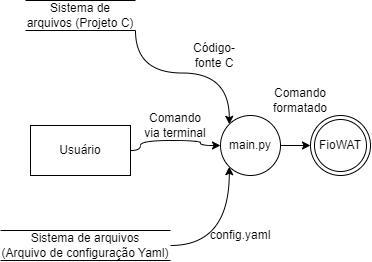 Sistema de
arquivos (Projeto C)
Código-
fonte C
Comando
formatado
Comando
via terminal
Usuário
main.py
FioWAT
config.yaml
Sistema de arquivos
(Arquivo de configuração Yaml)